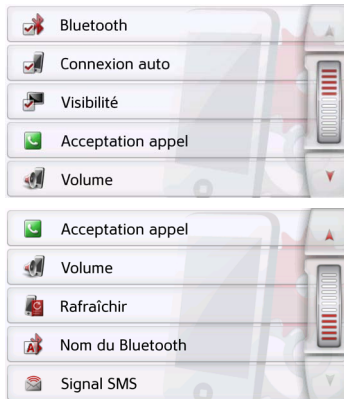 Bluetooth
Connexion auto
Visibilité
Acceptation appel
Volume
Acceptation appel
Volume
Rafraîchir
Nom du Bluetooth
Signal SMS